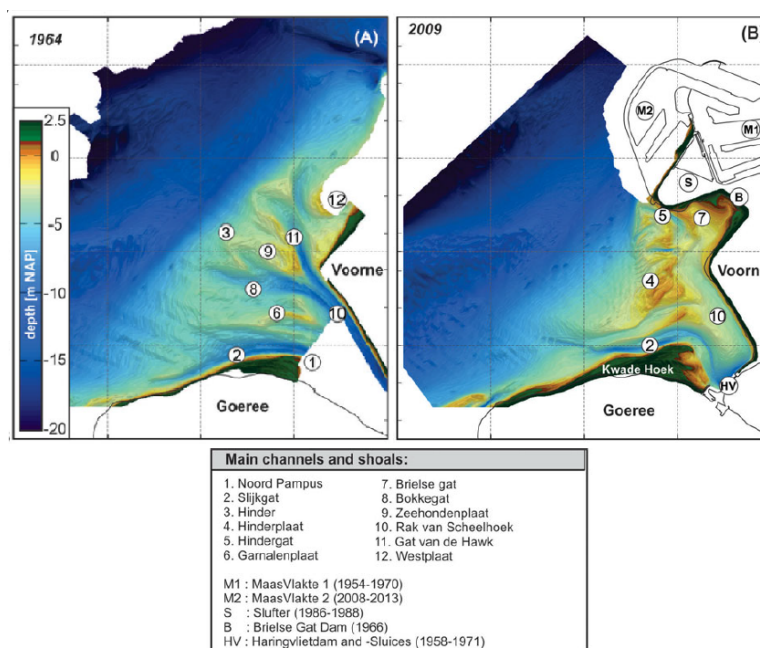 1964
(A)
2009
(B)
2.5
0
-5
-10
-15
-20
depth [m NAP]
12
3
11
9
8
6
10
2
1
Voorne
Goeree
M2
M1
S
B
5
7
4
10
2
HV
Voorn
Kwade Hoek
Goeree
Main channels and shoals:
1. Noord Pampus
2. Slijkgat
3. Hinder
4. Hinderplaat
5. Hindergat
6. Garnalenplaat
7. Brielse gat
8. Bokkegat
9. Zeehondenplaat
10. Rak van Scheelhoek
11. Gat van de Hawk
12. Westplaat
M1 : MaasVlakte 1 (1954-1970)
M2 : MaasVlakte 2 (2008-2013)
S : Slufter (1986-1988)
B : Brielse Gat Dam (1966)
HV : Haringvlietdam and -Sluices (1958-1971)